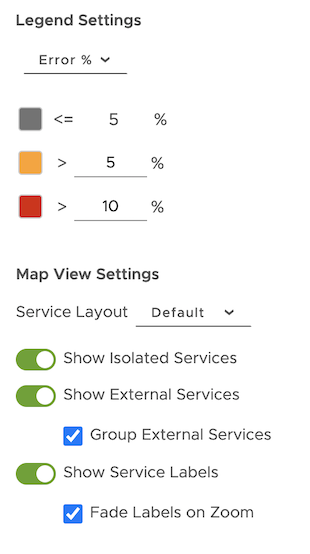 Legend Settings
Error %
<= 5 %
> 5 %
> 10 %
Map View Settings
Service Layout Default
Show Isolated Services
Show External Services
Group External Services
Show Service Labels
Fade Labels on Zoom